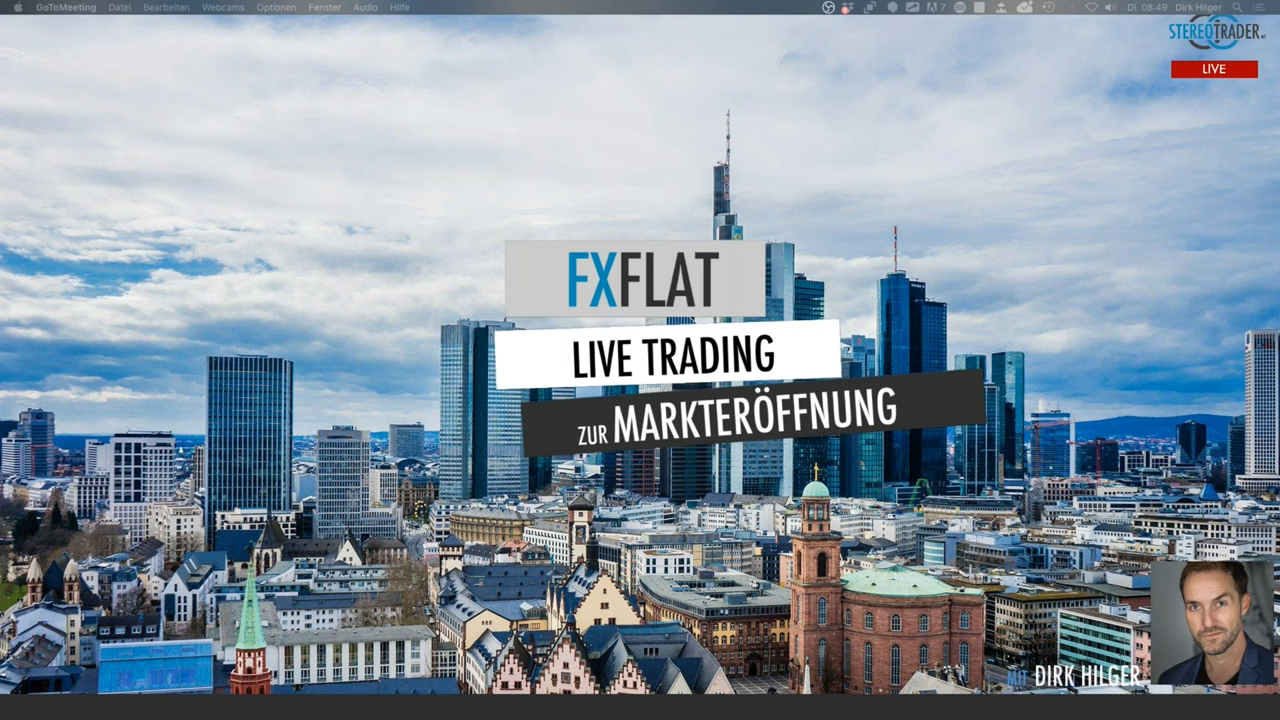 GoToMeeting Datei Bearbeiten Webcams Optionen Fenster Audio Hilfe 7 Di. 08:49 Dirk Hilger
STEREOTRADER
LIVE
FXFLAT
LIVE TRADING
ZUR MARKTERÖFFNUNG
MIT DIRK HILGER